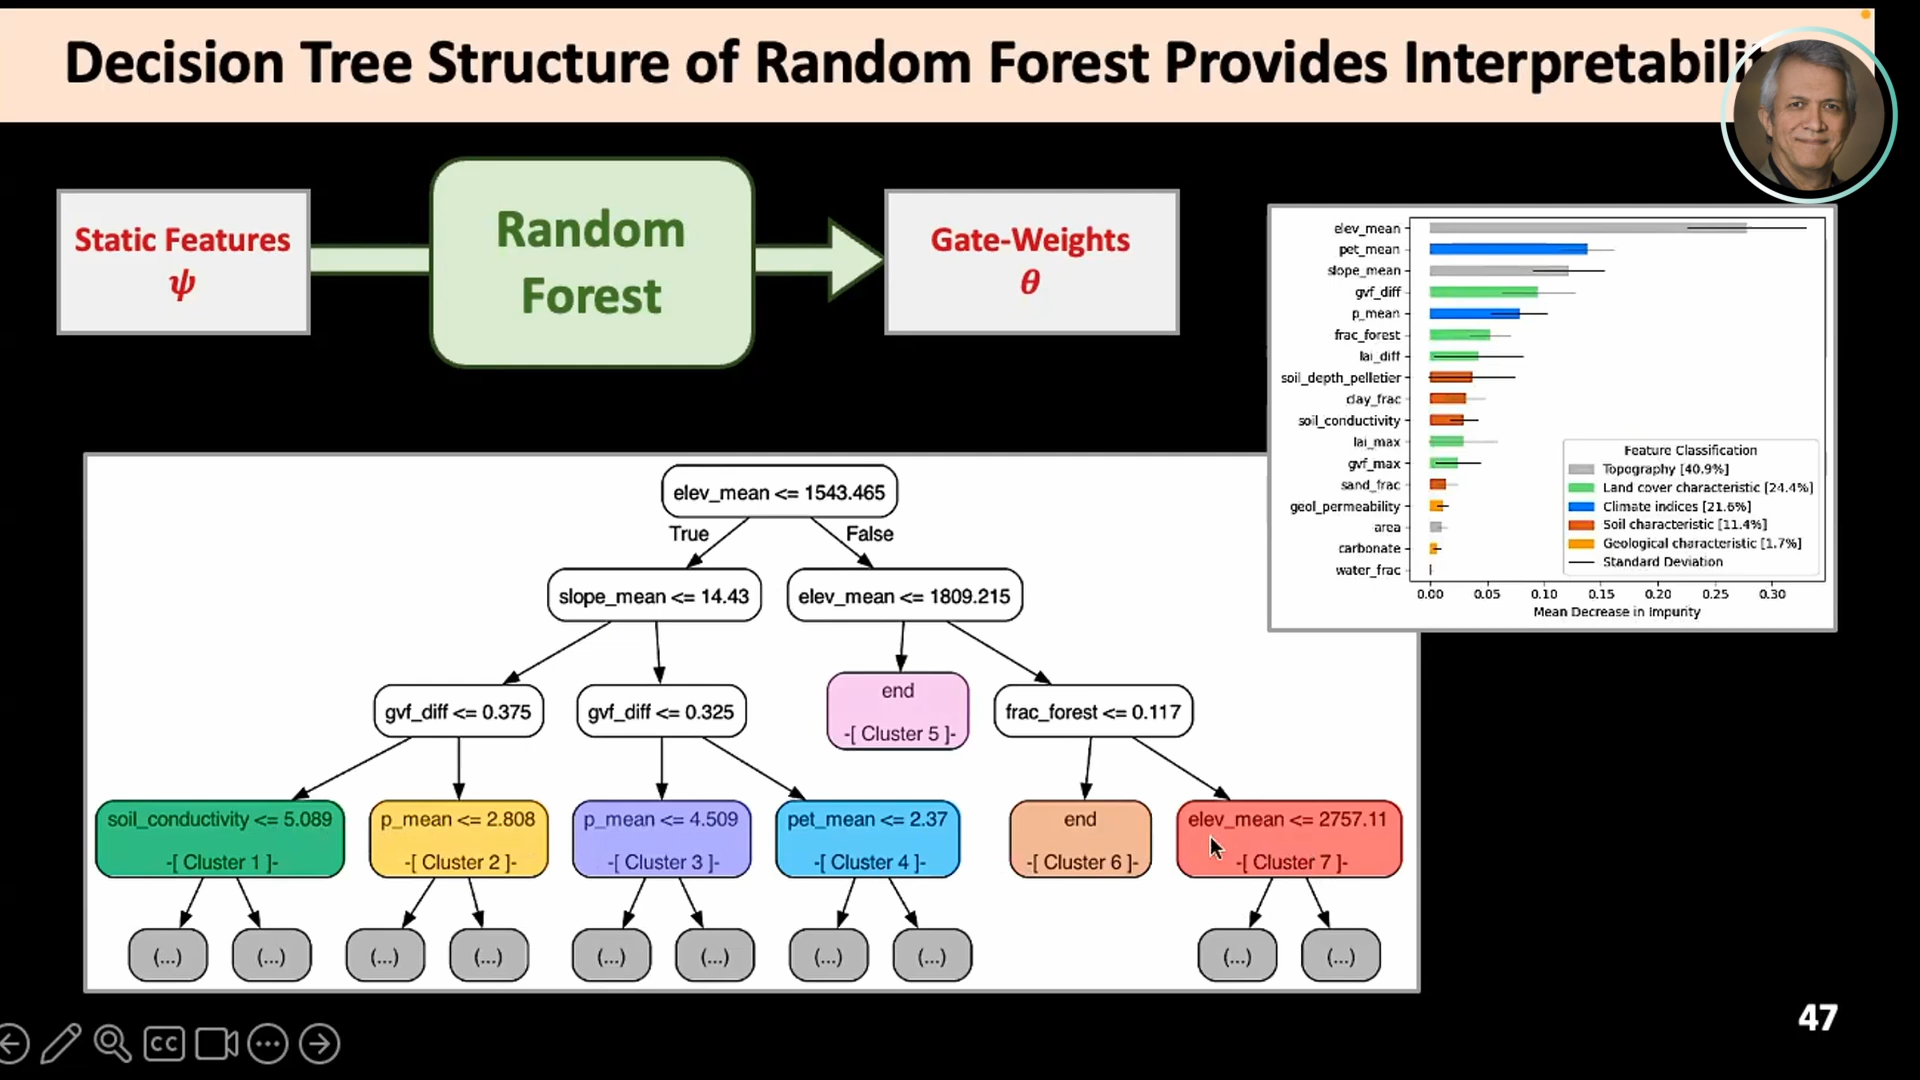 Decision Tree Structure of Random Forest Provides Interpretabili
Static Features
ψ
Random
Forest
Gate-Weights
θ
elev_mean
pet_mean
slope_mean
gvf_diff
p_mean
frac_forest
lai_diff
soil_depth_pelletier
clay_frac
soil_conductivity
lai_max
gvf_max
sand_frac
geol_permeability
area
carbonate
water_frac
Feature Classification
Topography [40.9%]
Land cover characteristic [24.4%]
Climate indices [21.6%]
Soil characteristic [11.4%]
Geological characteristic [1.7%]
Standard Deviation
0.00 0.05 0.10 0.15 0.20 0.25 0.30
Mean Decrease in Impurity
elev_mean <= 1543.465
True False
slope_mean <= 14.43
elev_mean <= 1809.215
gvf_diff <= 0.375
gvf_diff <= 0.325
end
-[ Cluster 5 ]-
frac_forest <= 0.117
soil_conductivity <= 5.089
-[ Cluster 1 ]-
p_mean <= 2.808
-[ Cluster 2 ]-
p_mean <= 4.509
-[ Cluster 3 ]-
pet_mean <= 2.37
-[ Cluster 4 ]-
end
-[ Cluster 6 ]-
elev_mean <= 2757.11
-[ Cluster 7 ]-
(...) (...) (...) (...) (...) (...) (...) (...) (...) (...)
47
CC